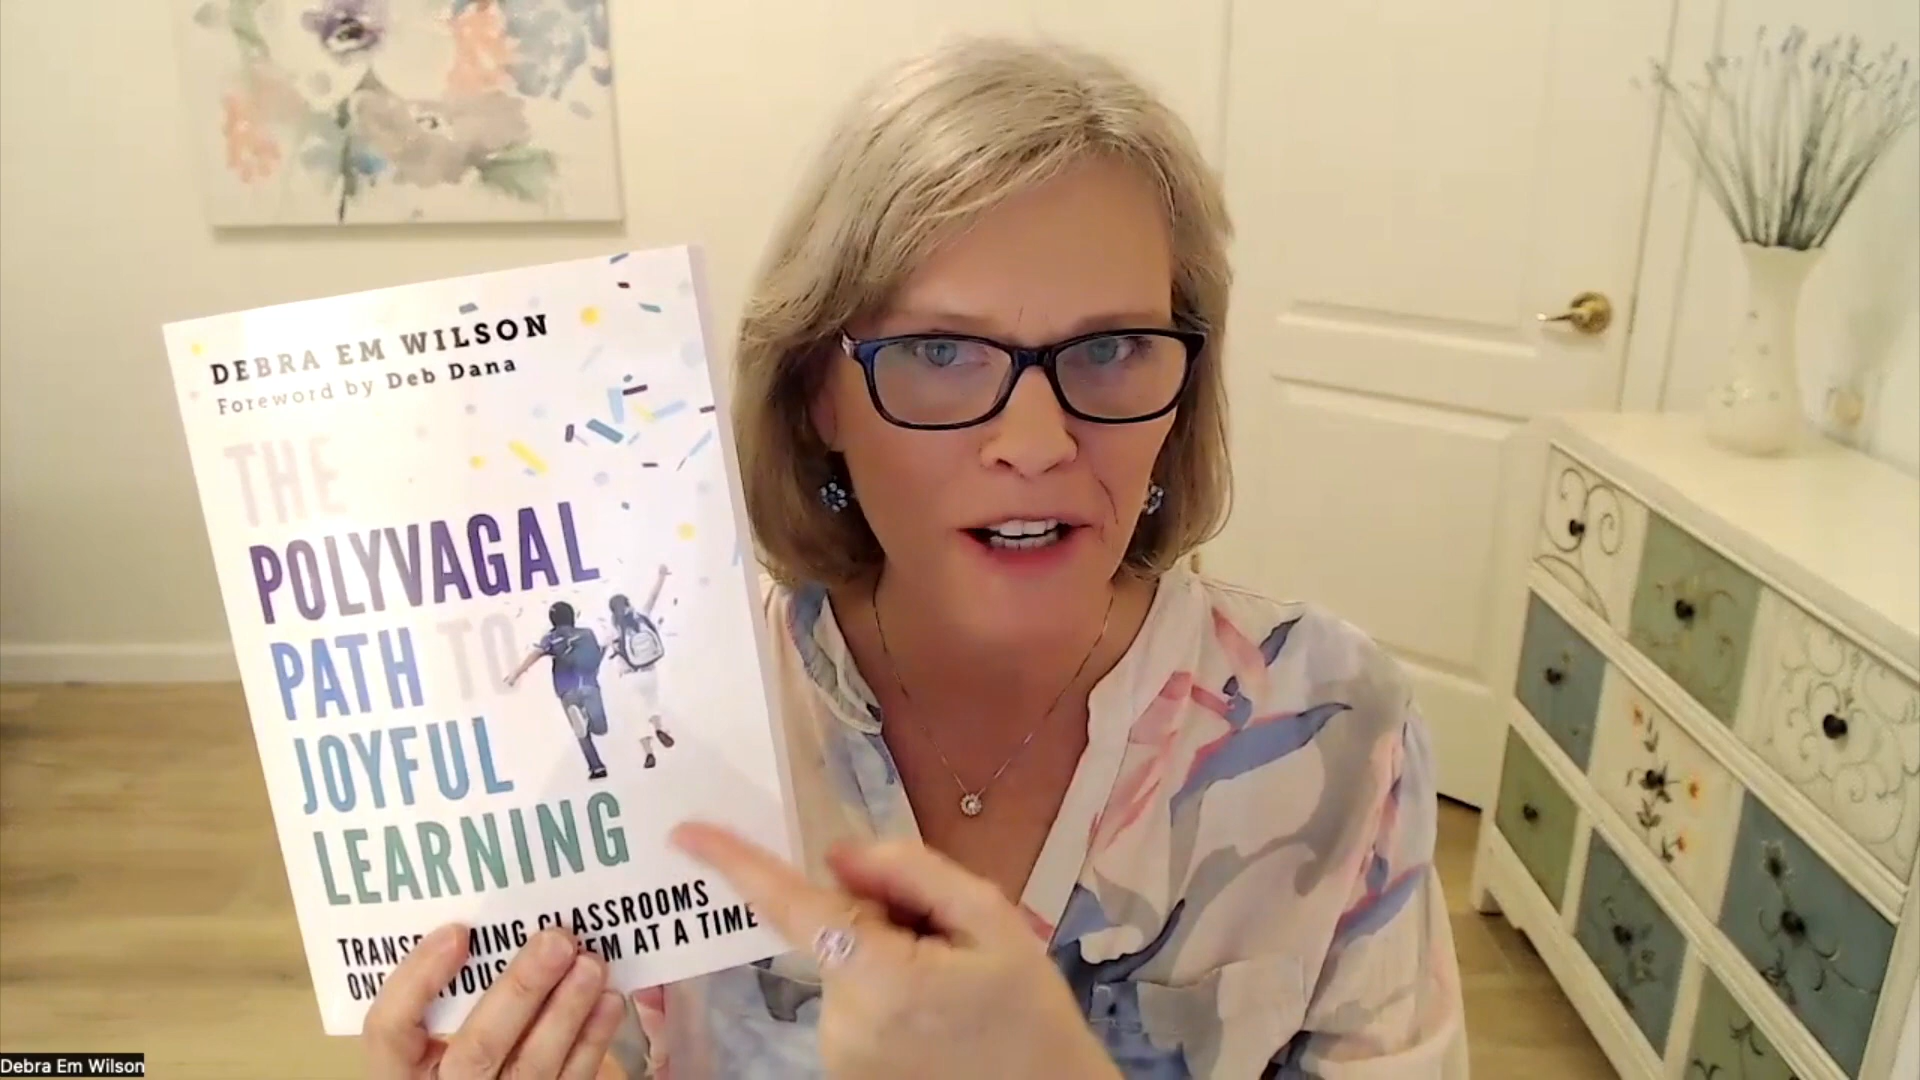 DEBRA EM WILSON
Foreword by Deb Dana
THE
POLYVAGAL
PATH TO
JOYFUL
LEARNING
CLASSROOMS
ONE AT A TIME
Debra Em Wilson